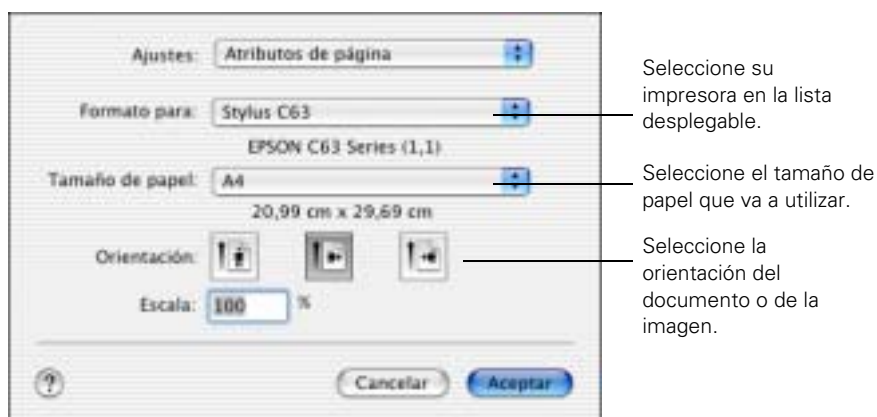 Ajustes: Atributos de página
Formato para: Stylus C63
EPSON C63 Series (1,1)
Tamaño de papel: A4
20,99 cm x 29,69 cm
Orientación:
Escala: 100 %
? Cancelar Aceptar
Seleccione su
impresora en la lista
desplegable.
Seleccione el tamaño de
papel que va a utilizar.
Seleccione la
orientación del
documento o de la
imagen.